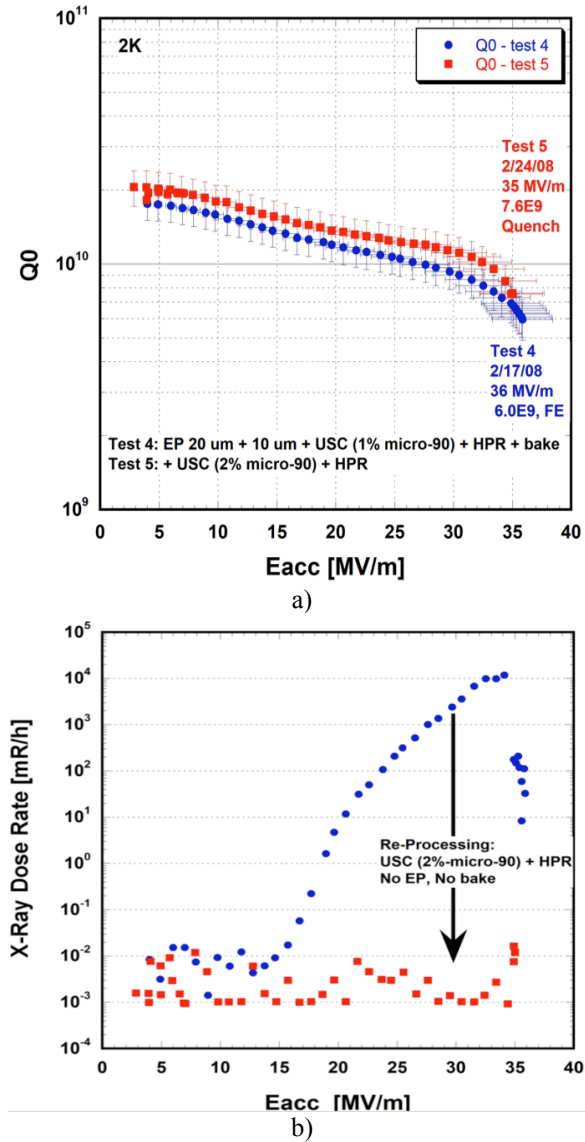 10^11
2K
Q0 - test 4
Q0 - test 5
Test 5
2/24/08
35 MV/m
7.6E9
Quench
Q0
10^10
Test 4
2/17/08
36 MV/m
6.0E9, FE
Test 4: EP 20 um + 10 um + USC (1% micro-90) + HPR + bake
Test 5: + USC (2% micro-90) + HPR
10^9
0 5 10 15 20 25 30 35 40
Eacc [MV/m]
a)
10^5
10^4
10^3
10^2
10^1
X-Ray Dose Rate [mR/h]
Re-Processing:
USC (2%-micro-90) + HPR
No EP, No bake
10^0
10^-1
10^-2
10^-3
10^-4
0 5 10 15 20 25 30 35 40
Eacc [MV/m]
b)